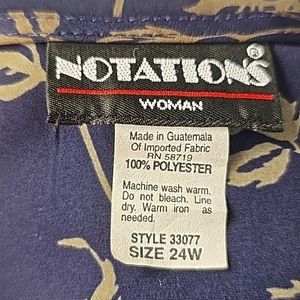 NOTATIONS®
WOMAN
Made in Guatemala
Of Imported Fabric
RN 58719
100% POLYESTER
Machine wash warm.
Do not bleach. Line
dry. Warm iron as
needed.
STYLE 33077
SIZE 24W